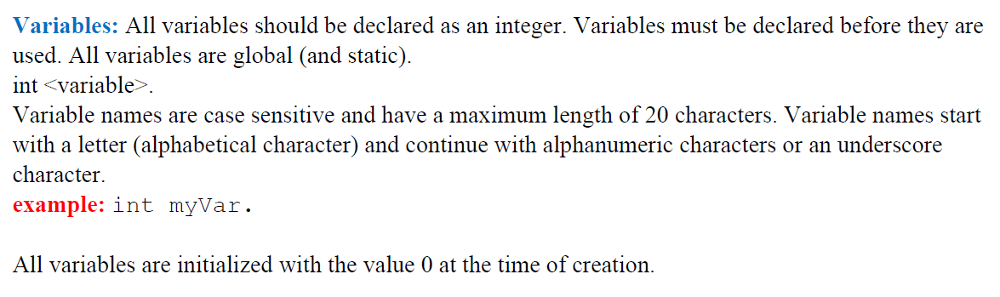 Variables: All variables should be declared as an integer. Variables must be declared before they are
used. All variables are global (and static).
int <variable>.
Variable names are case sensitive and have a maximum length of 20 characters. Variable names start
with a letter (alphabetical character) and continue with alphanumeric characters or an underscore
character.
example: int myVar.
All variables are initialized with the value 0 at the time of creation.